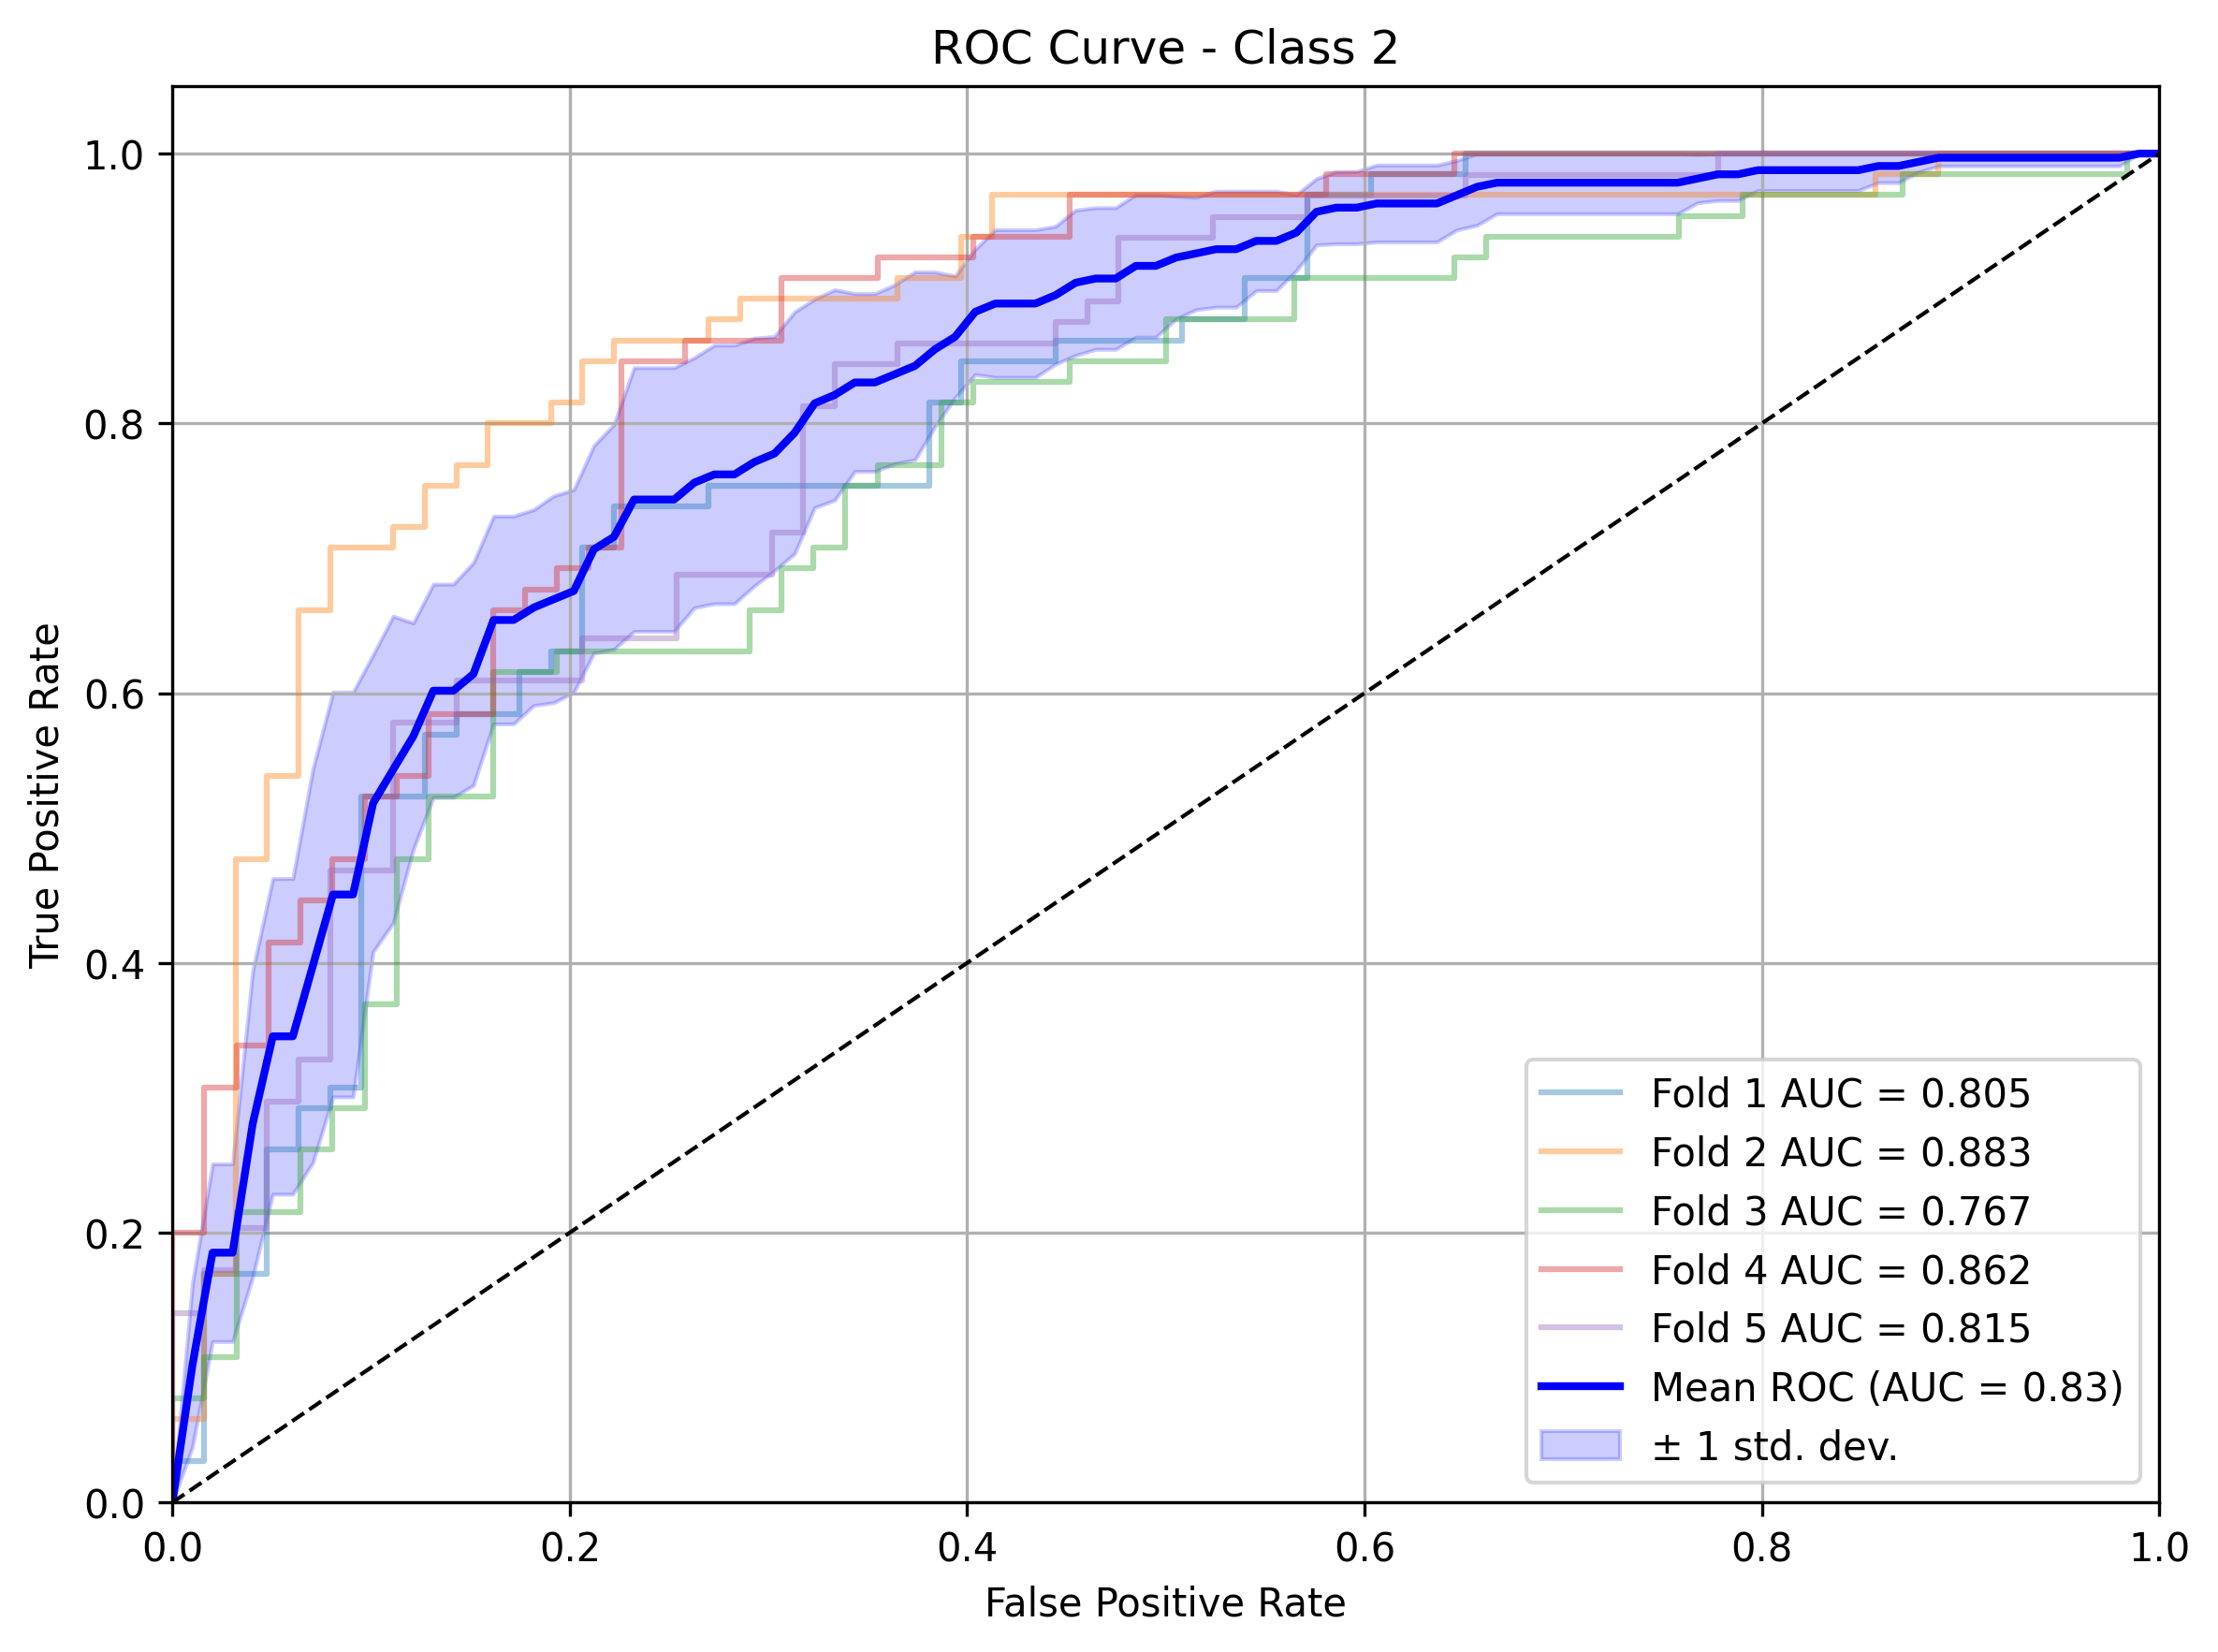 ROC Curve - Class 2
True Positive Rate
1.0
0.8
0.6
0.4
0.2
0.0
0.0 0.2 0.4 0.6 0.8 1.0
False Positive Rate
Fold 1 AUC = 0.805
Fold 2 AUC = 0.883
Fold 3 AUC = 0.767
Fold 4 AUC = 0.862
Fold 5 AUC = 0.815
Mean ROC (AUC = 0.83)
± 1 std. dev.